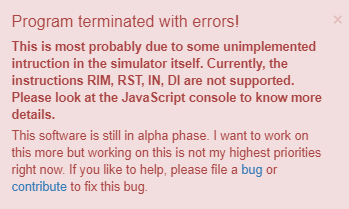 Program terminated with errors!
×
This is most probably due to some unimplemented
intruction in the simulator itself. Currently, the
instructions RIM, RST, IN, DI are not supported.
Please look at the JavaScript console to know more
details.
This software is still in alpha phase. I want to work on
this more but working on this is not my highest priorities
right now. If you like to help, please file a bug or
contribute to fix this bug.